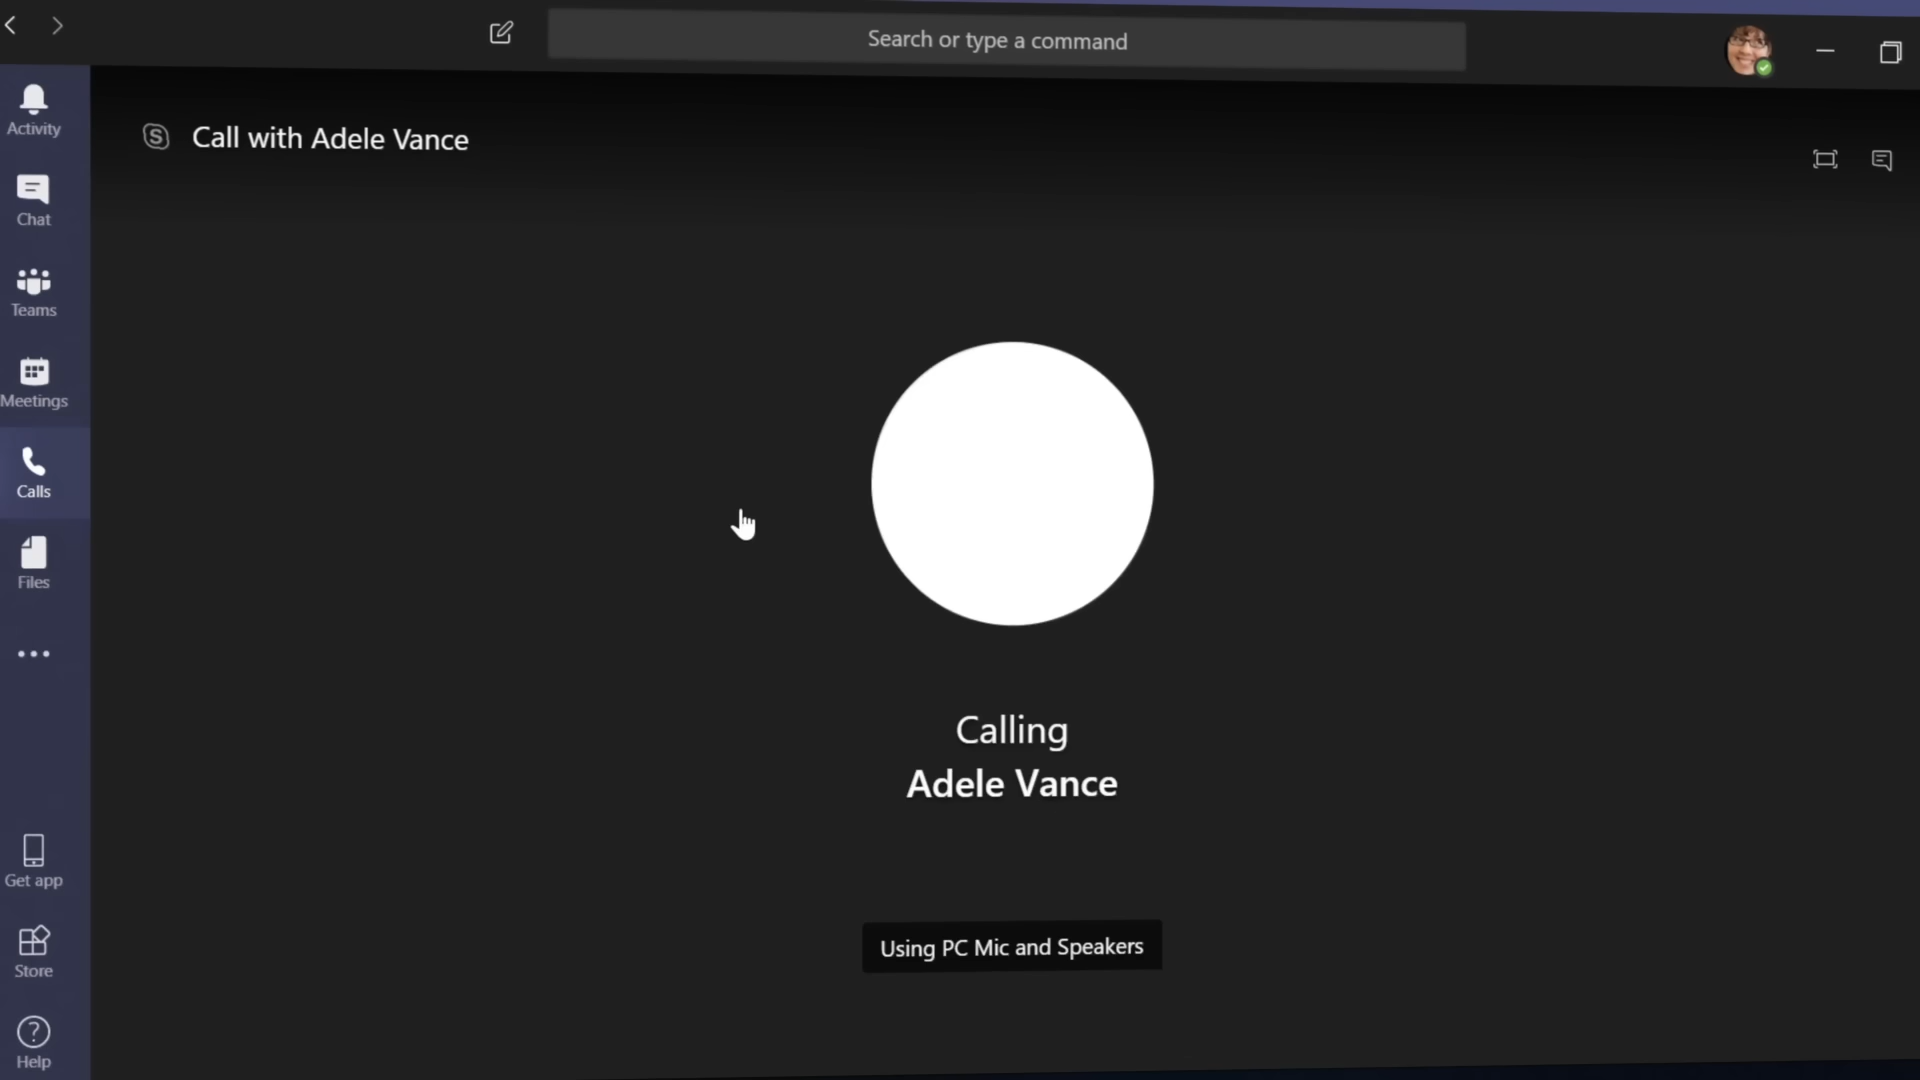 Search or type a command
Activity
Call with Adele Vance
Chat
Teams
Meetings
Calls
Files
Calling
Adele Vance
Get app
Using PC Mic and Speakers
Store
Help